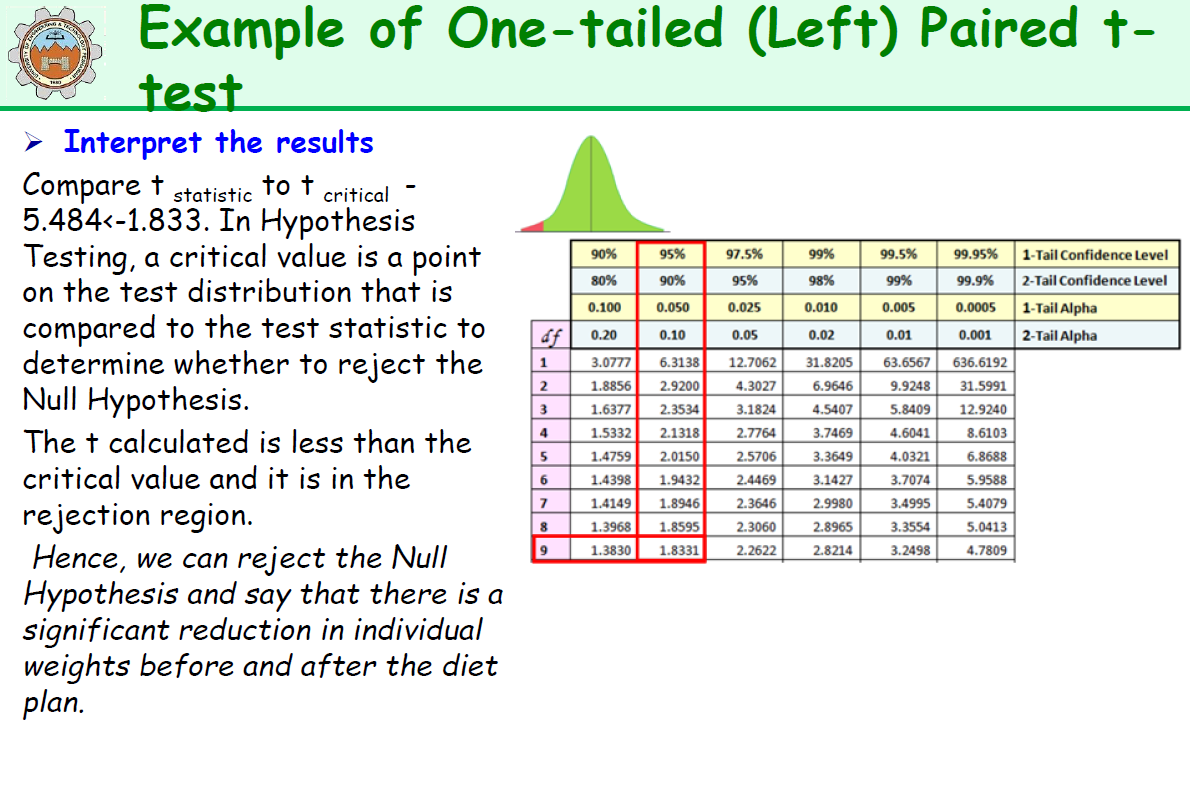 Example of One-tailed (Left) Paired t-
test
➢ Interpret the results
Compare t statistic to t critical -
5.484<-1.833. In Hypothesis
Testing, a critical value is a point
on the test distribution that is
compared to the test statistic to
determine whether to reject the
Null Hypothesis.
The t calculated is less than the
critical value and it is in the
rejection region.
Hence, we can reject the Null
Hypothesis and say that there is a
significant reduction in individual
weights before and after the diet
plan.
90% 95% 97.5% 99% 99.5% 99.95% 1-Tail Confidence Level
80% 90% 95% 98% 99% 99.9% 2-Tail Confidence Level
0.100 0.050 0.025 0.010 0.005 0.0005 1-Tail Alpha
df 0.20 0.10 0.05 0.02 0.01 0.001 2-Tail Alpha
1 3.0777 6.3138 12.7062 31.8205 63.6567 636.6192
2 1.8856 2.9200 4.3027 6.9646 9.9248 31.5991
3 1.6377 2.3534 3.1824 4.5407 5.8409 12.9240
4 1.5332 2.1318 2.7764 3.7469 4.6041 8.6103
5 1.4759 2.0150 2.5706 3.3649 4.0321 6.8688
6 1.4398 1.9432 2.4469 3.1427 3.7074 5.9588
7 1.4149 1.8946 2.3646 2.9980 3.4995 5.4079
8 1.3968 1.8595 2.3060 2.8965 3.3554 5.0413
9 1.3830 1.8331 2.2622 2.8214 3.2498 4.7809